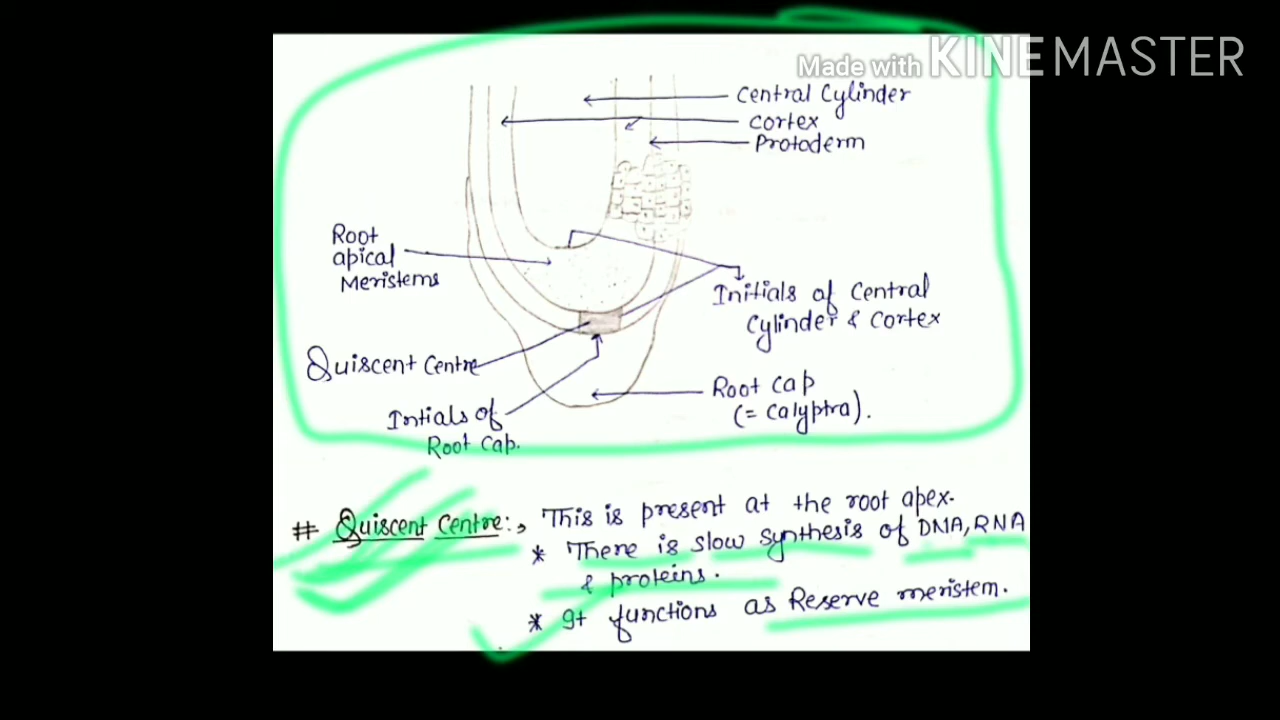 Made with KINEMASTER
Central Cylinder
Cortex
Protoderm
Root
apical
Meristems
Initials of Central
Cylinder & Cortex
Quiscent Centre
Root Cap
(= Calyptra).
Intials of
Root Cap.
# Quiscent Centre:, This is present at the root apex.
* There is slow synthesis of DNA, RNA
& proteins.
* It functions as Reserve meristem.